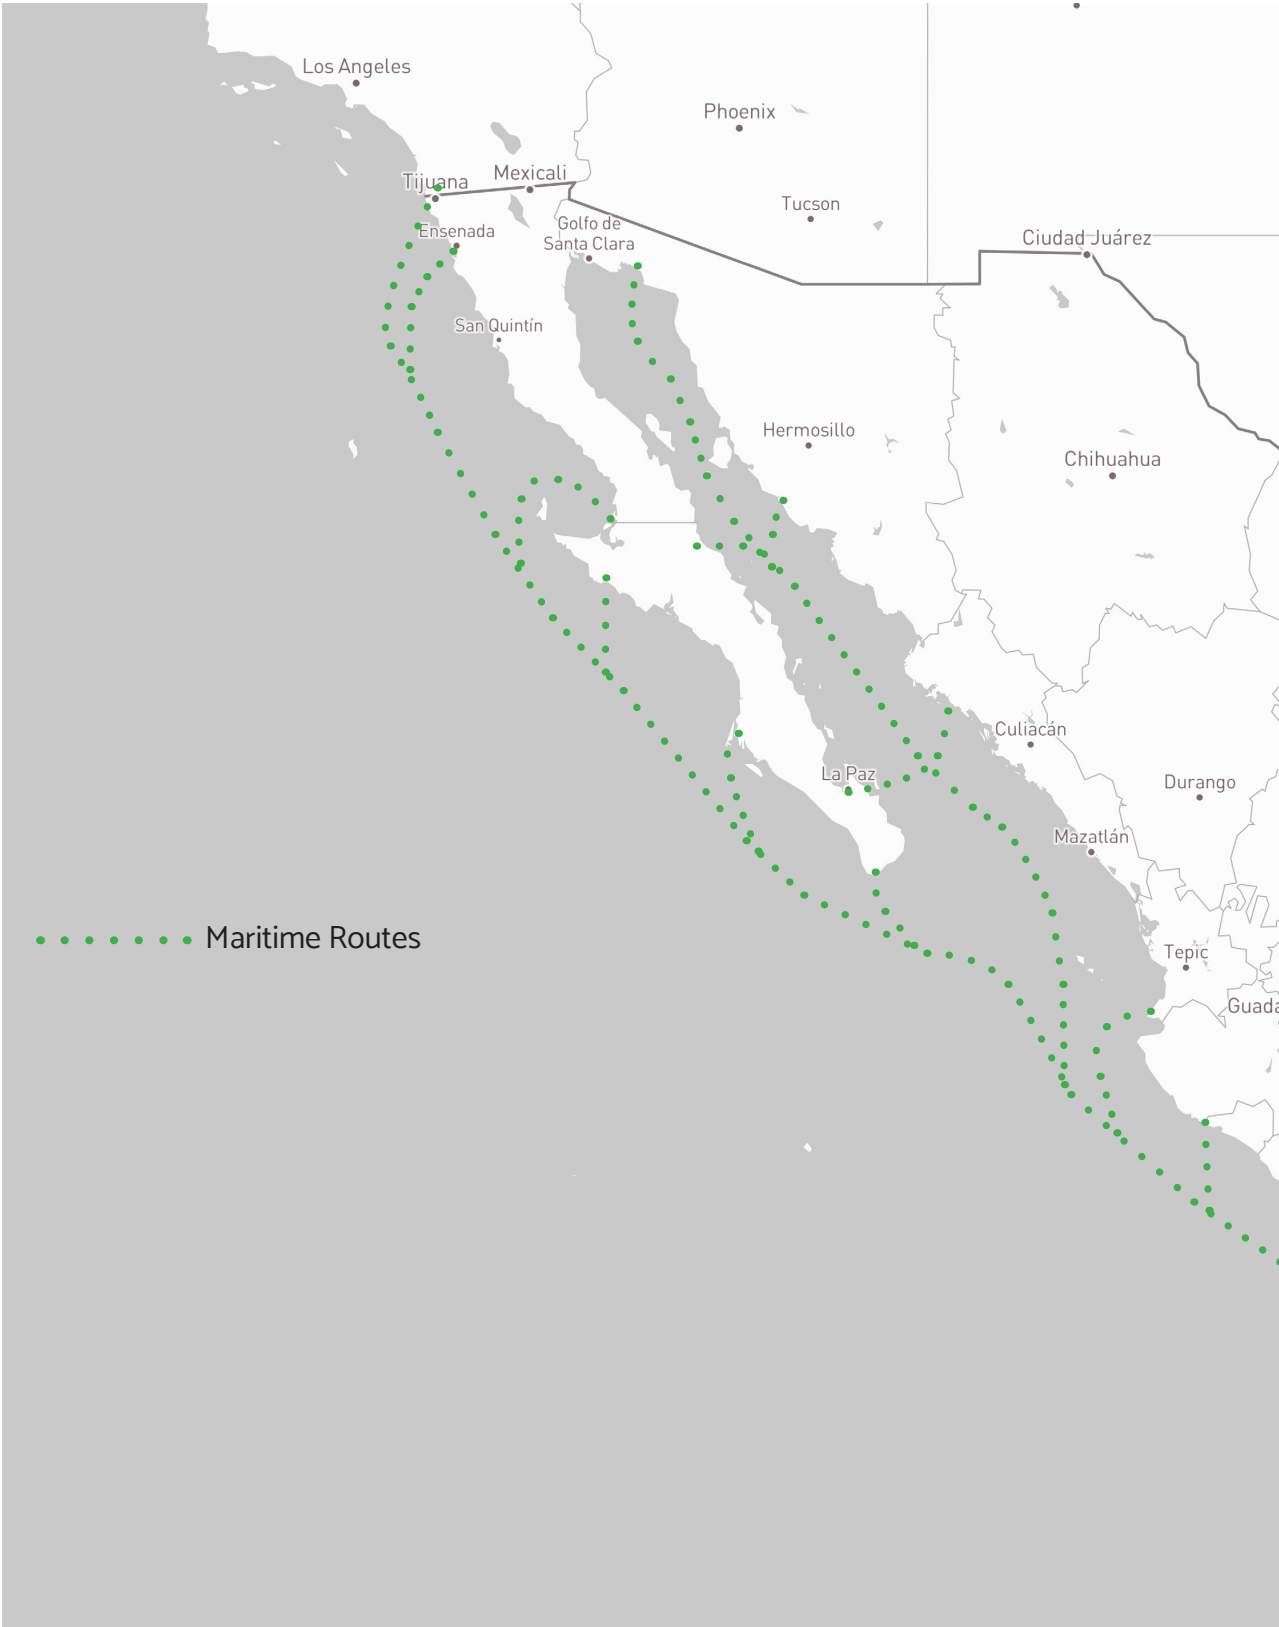 Los Angeles
Phoenix
Tijuana
Mexicali
Tucson
Ensenada
Golfo de
Santa Clara
Ciudad Juárez
San Quintín
Hermosillo
Chihuahua
Culiacán
La Paz
Durango
Mazatlán
Maritime Routes
Tepic
Guada